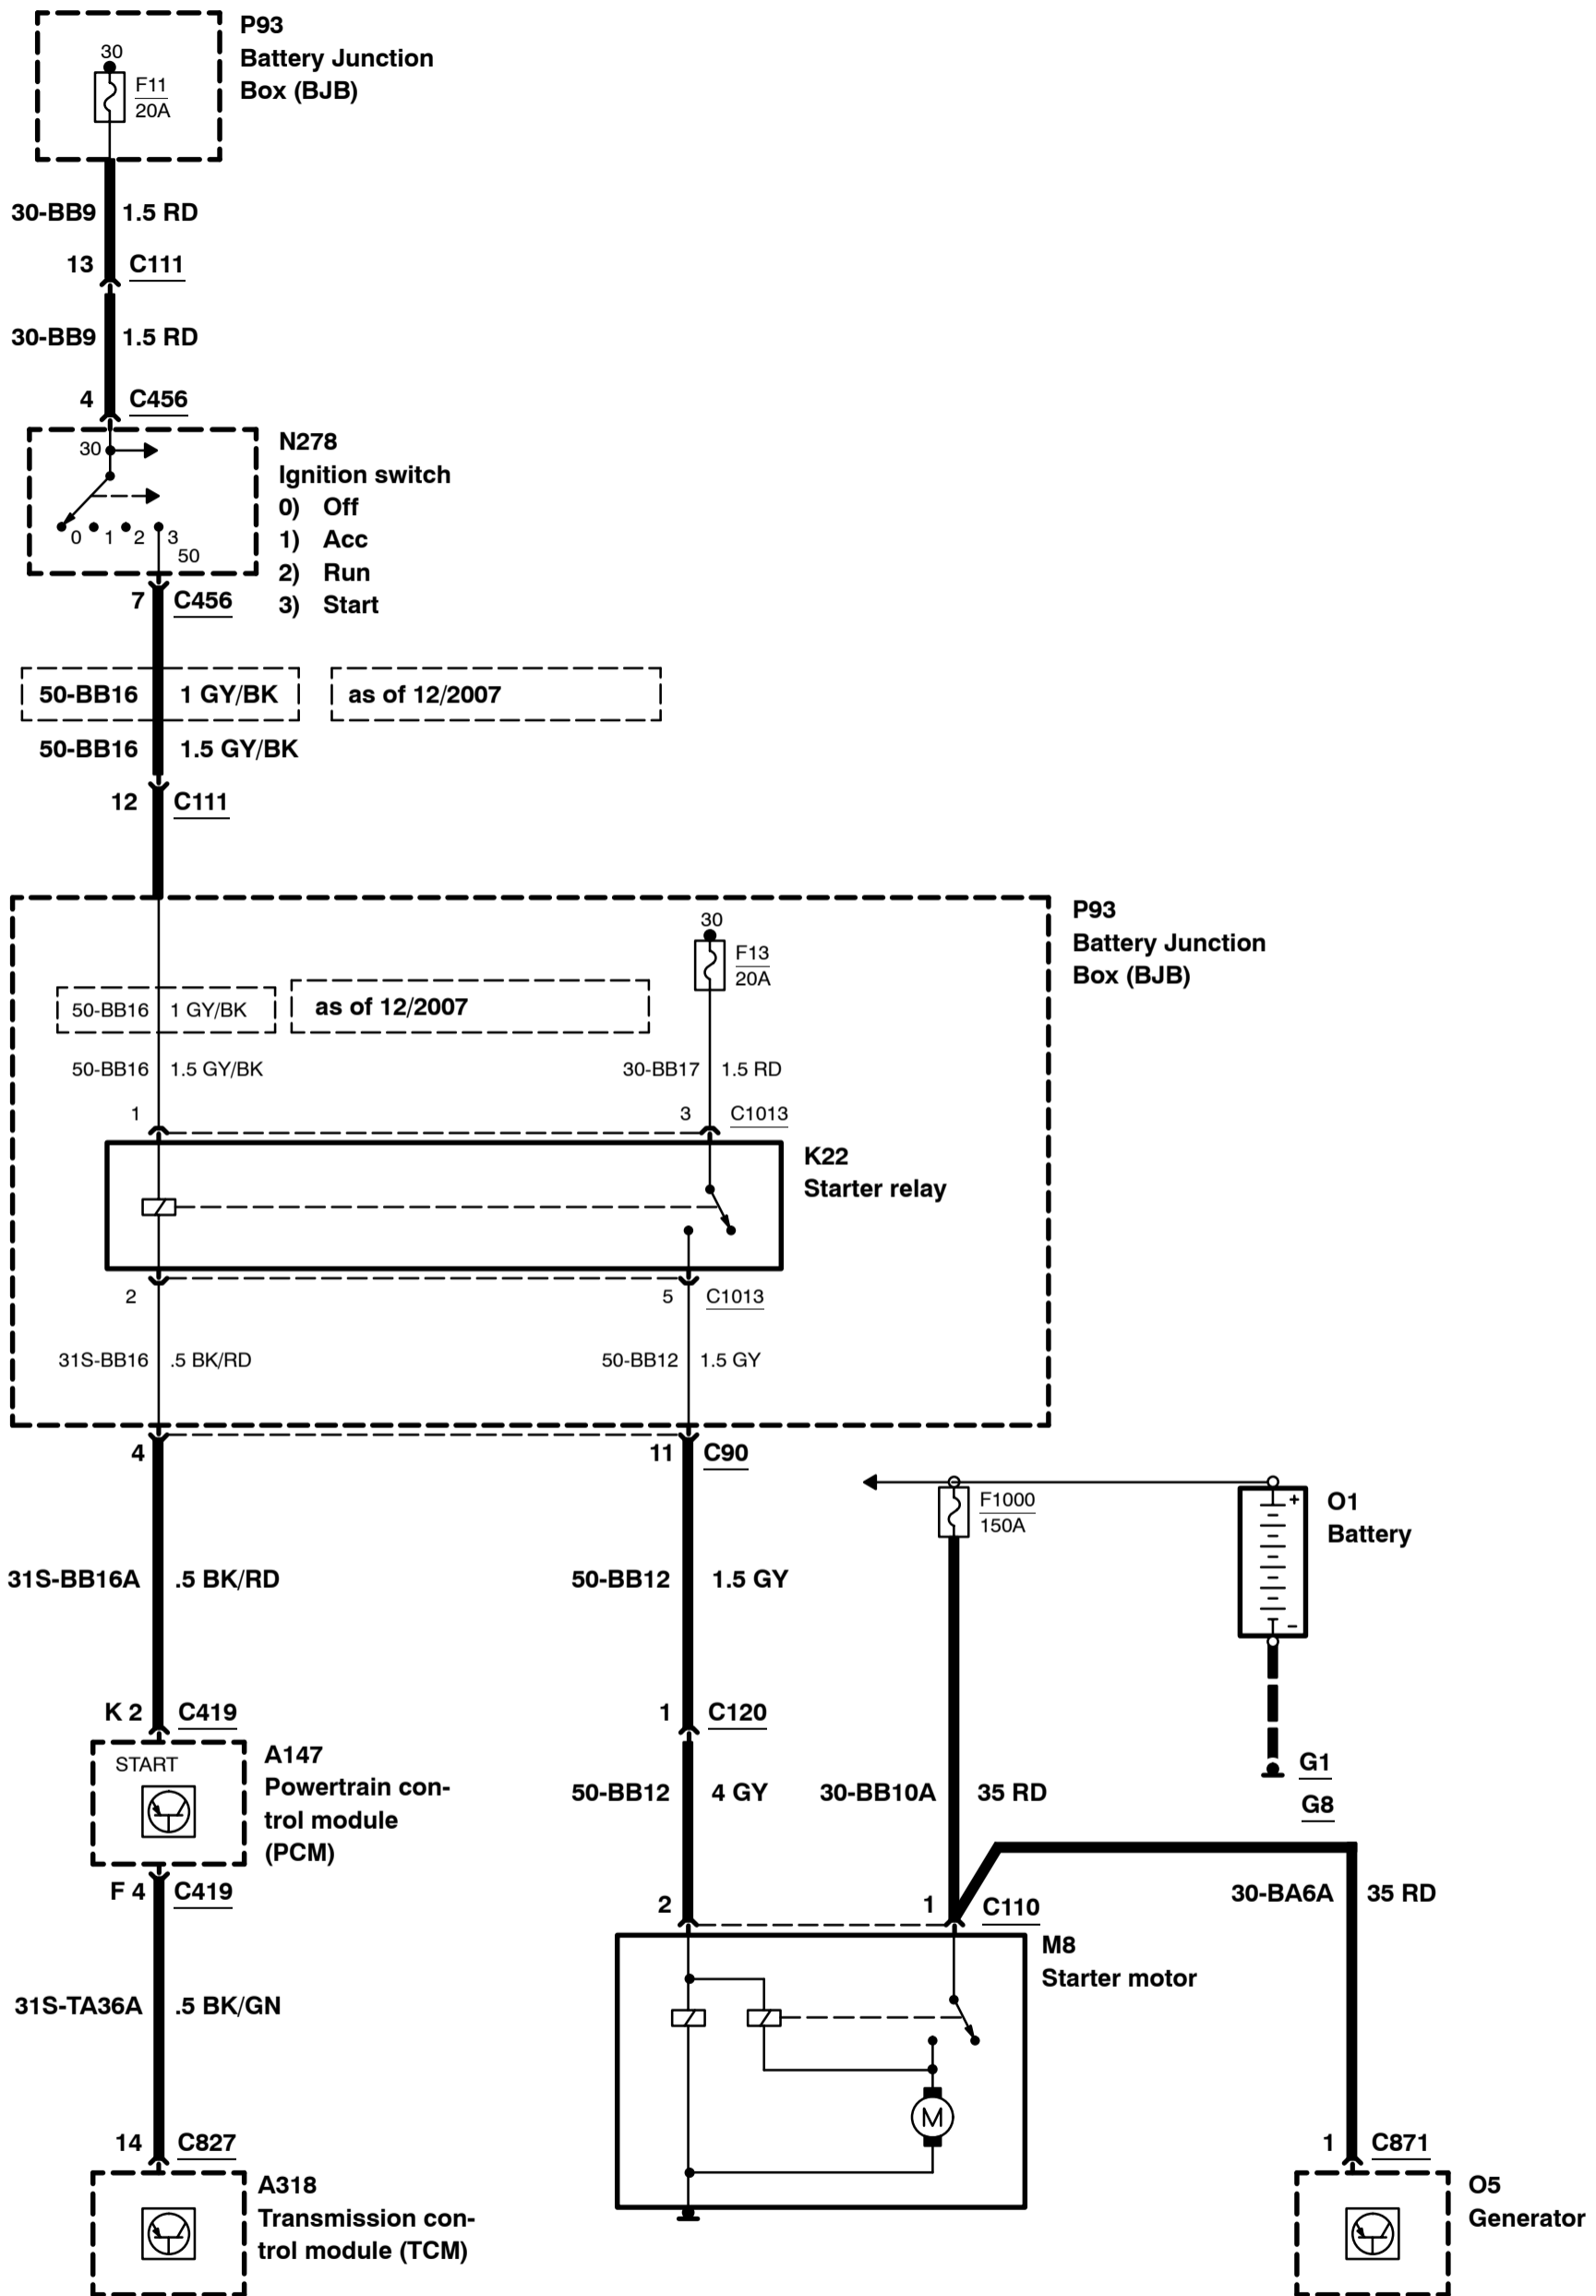 P93
Battery Junction
Box (BJB)
30
F11
20A
30-BB9 1.5 RD
13 C111
30-BB9 1.5 RD
4 C456
30
0 1 2 3
50
N278
Ignition switch
0) Off
1) Acc
2) Run
3) Start
7 C456
50-BB16 1 GY/BK as of 12/2007
50-BB16 1.5 GY/BK
12 C111
P93
Battery Junction
Box (BJB)
30
F13
20A
50-BB16 1 GY/BK as of 12/2007
50-BB16 1.5 GY/BK 30-BB17 1.5 RD
1 3 C1013
K22
Starter relay
2 5 C1013
31S-BB16 .5 BK/RD 50-BB12 1.5 GY
4 11 C90
F1000
150A
+
−
O1
Battery
31S-BB16A .5 BK/RD 50-BB12 1.5 GY
K 2 C419 1 C120
START
A147
Powertrain con-
trol module
(PCM)
50-BB12 4 GY 30-BB10A 35 RD
G1
G8
F 4 C419
2 1 C110
30-BA6A 35 RD
M8
Starter motor
31S-TA36A .5 BK/GN
M
14 C827
1 C871
A318
Transmission con-
trol module (TCM)
O5
Generator